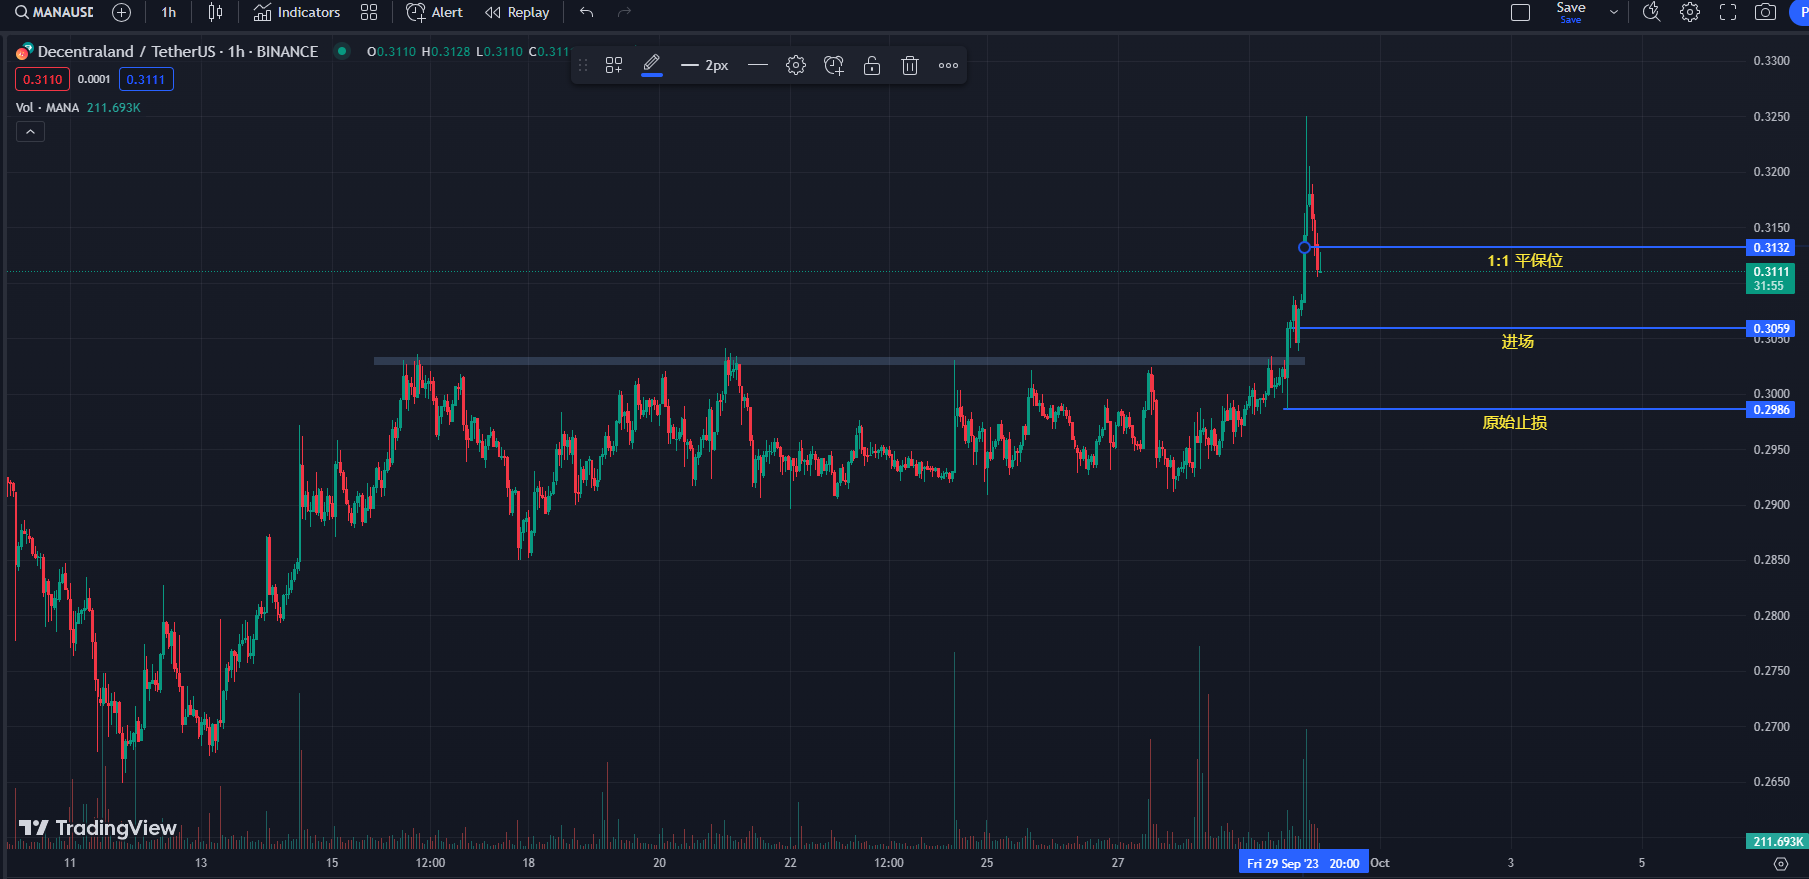 MANAUSD 1h Indicators Alert Replay Save
Save
Decentraland / TetherUS · 1h · BINANCE O0.3110 H0.3128 L0.3110 C0.311
2px
0.3110 0.0001 0.3111
Vol · MANA 211.693K
0.3300
0.3250
0.3200
0.3150
0.3132
1:1 平保位
0.3111
31:55
0.3059
0.3050
进场
0.3000
0.2986
原始止损
0.2950
0.2900
0.2850
0.2800
0.2750
0.2700
0.2650
TradingView
211.693K
11 13 15 12:00 18 20 22 12:00 25 27 Fri 29 Sep '23 20:00 Oct 3 5